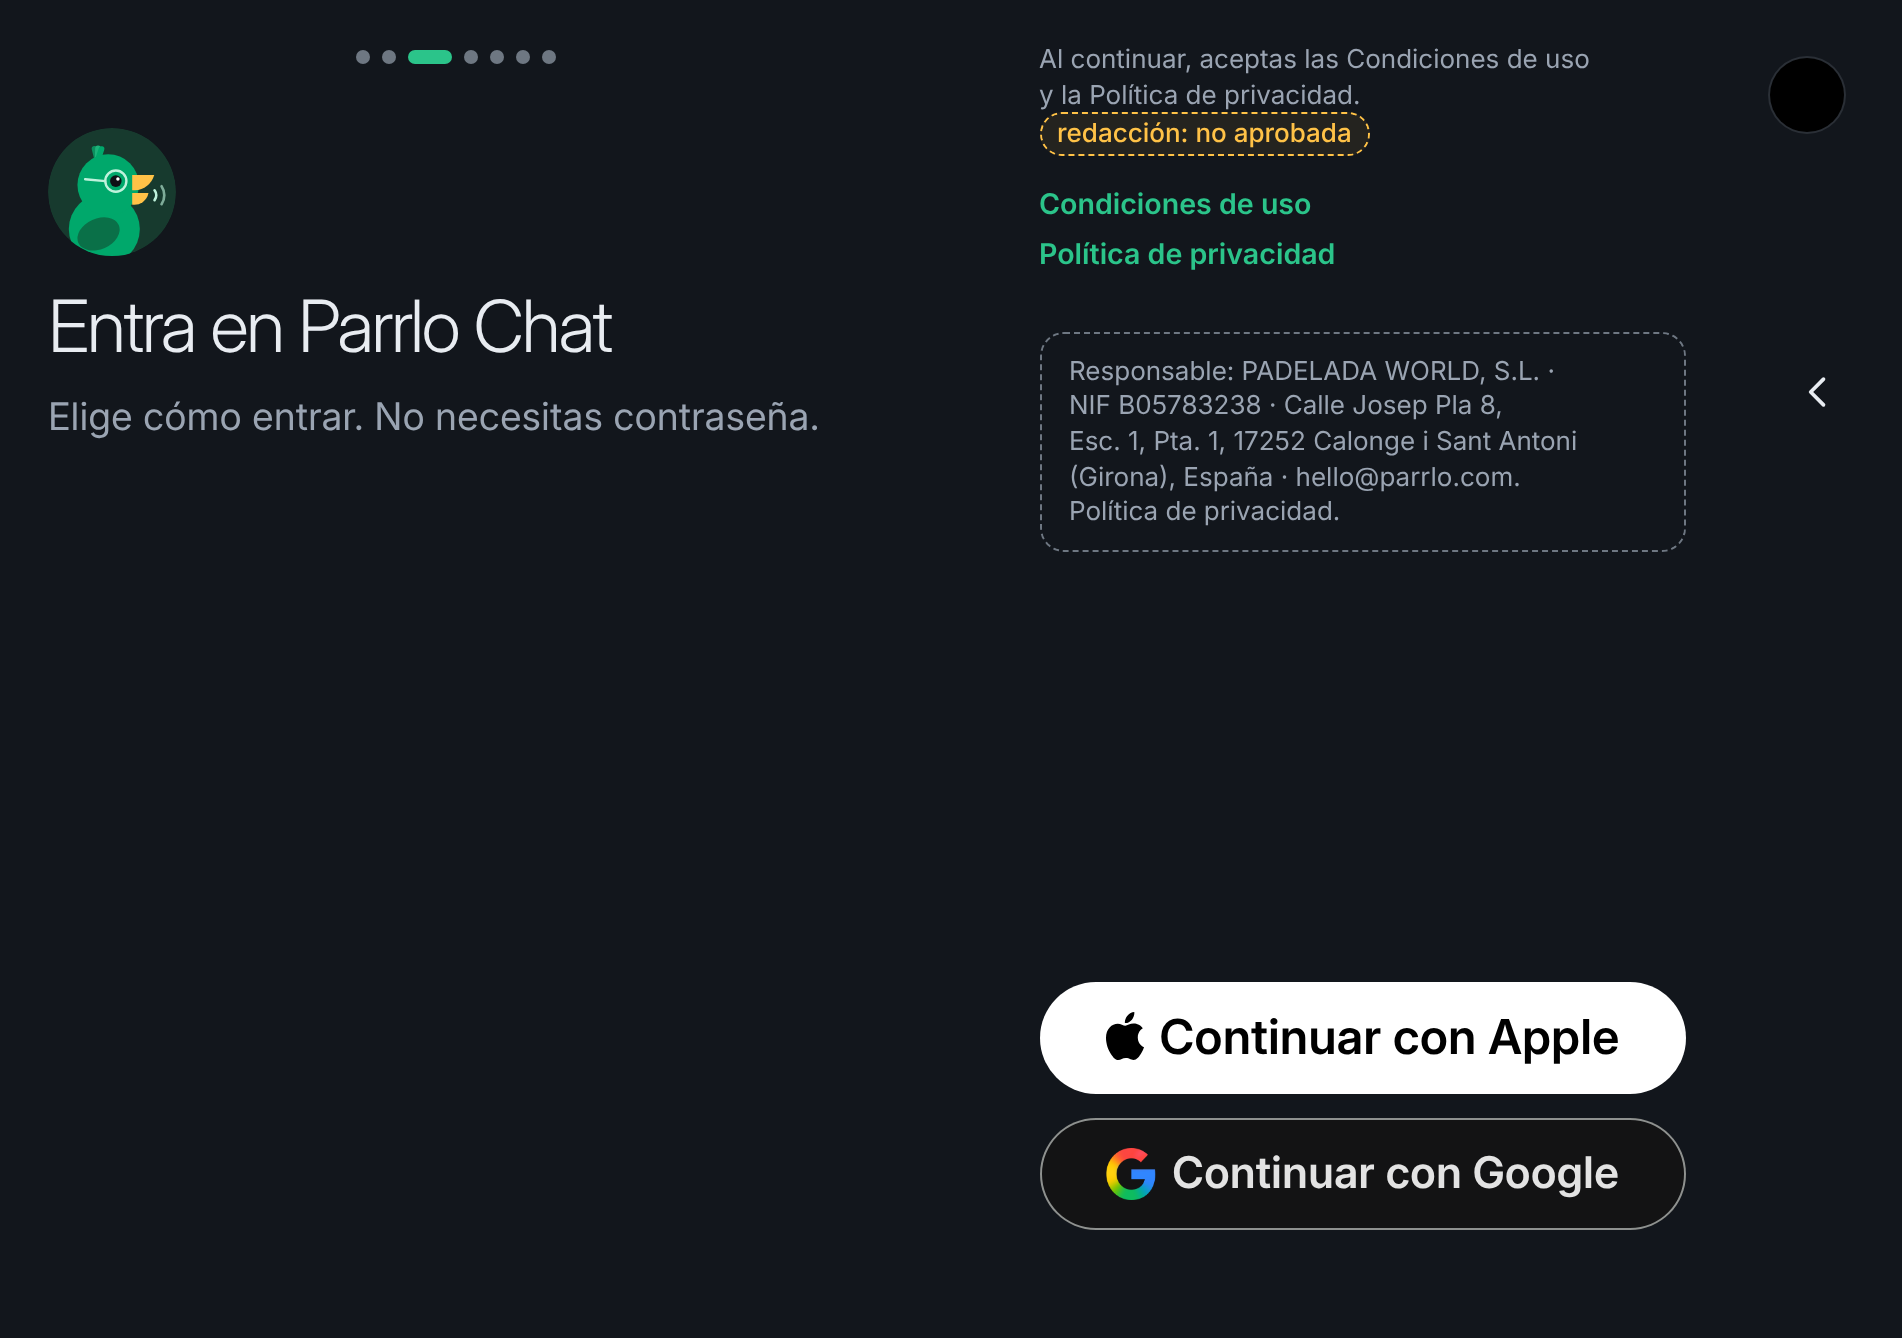 Entra en Parrlo Chat
Elige cómo entrar. No necesitas contraseña.
Al continuar, aceptas las Condiciones de uso
y la Política de privacidad.
redacción: no aprobada
Condiciones de uso
Política de privacidad
Responsable: PADELADA WORLD, S.L. ·
NIF B05783238 · Calle Josep Pla 8,
Esc. 1, Pta. 1, 17252 Calonge i Sant Antoni
(Girona), España · hello@parrlo.com.
Política de privacidad.
Continuar con Apple
Continuar con Google